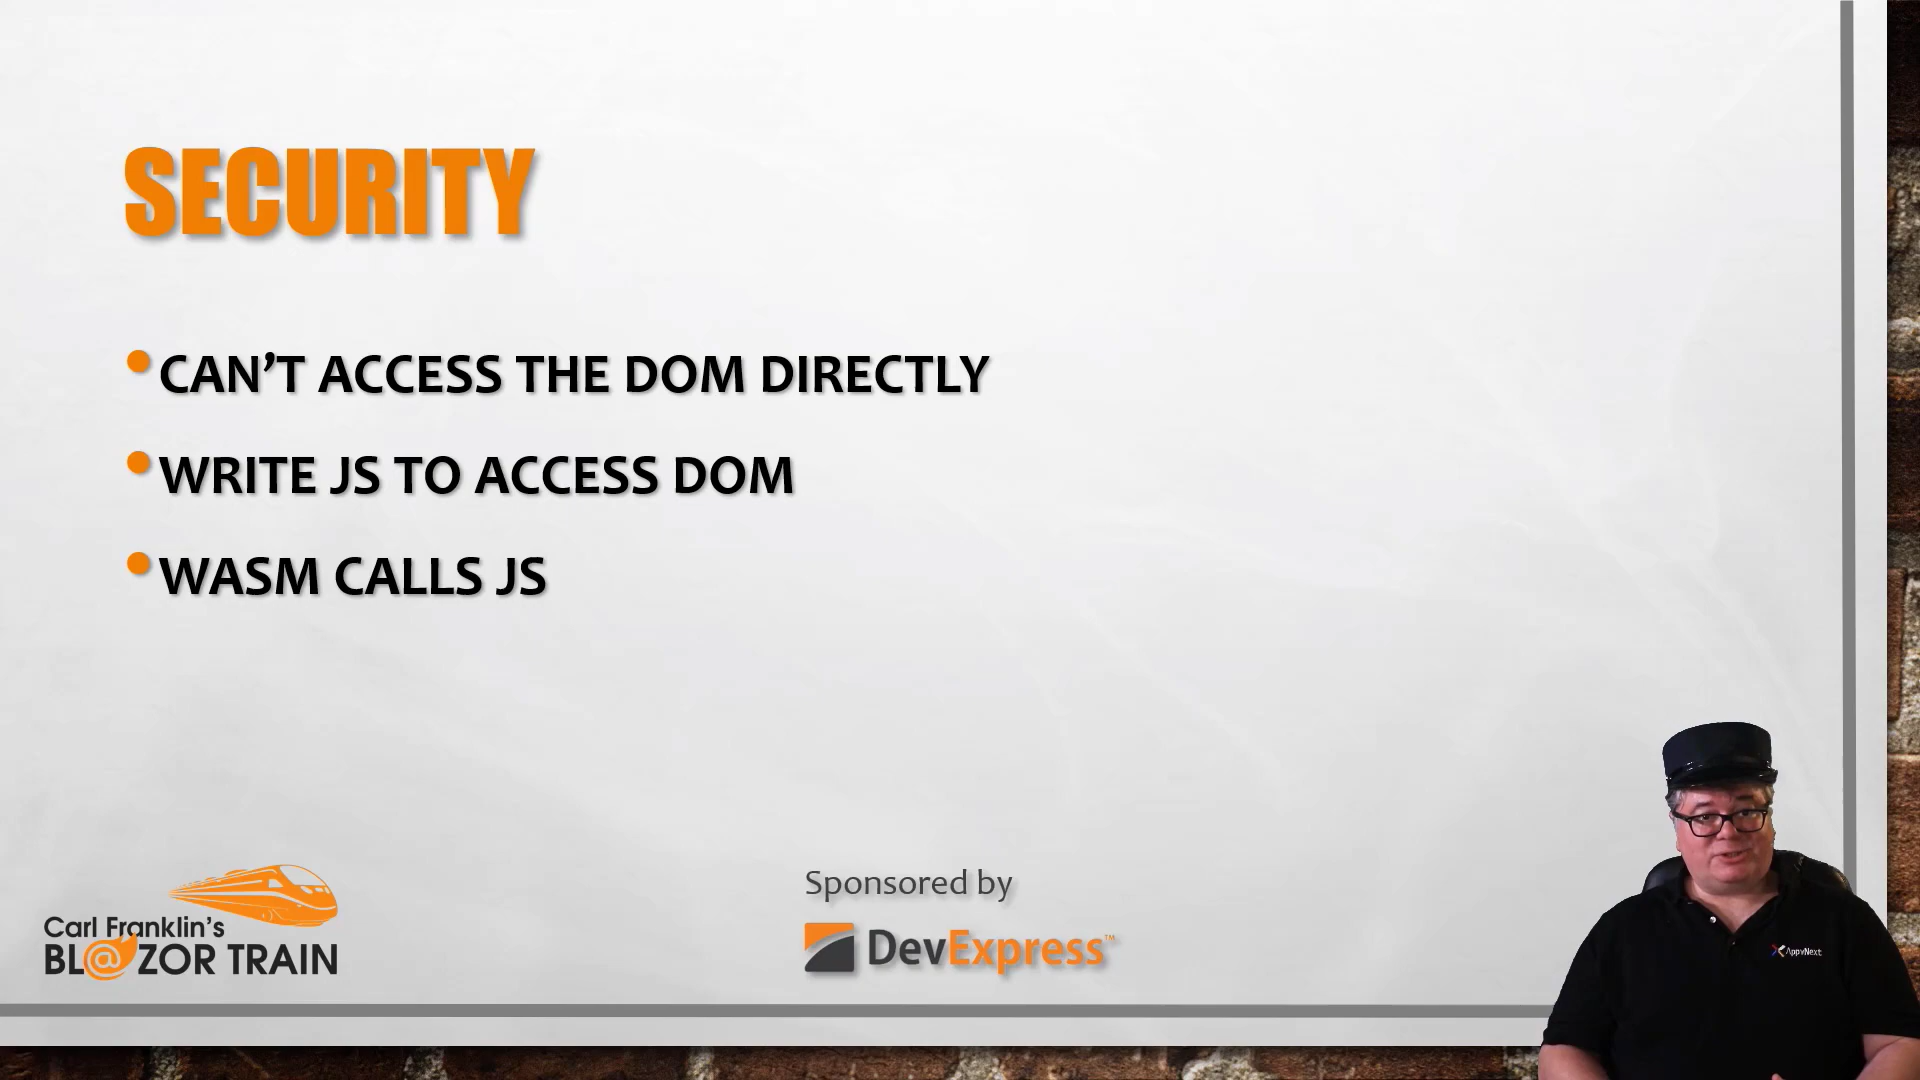 SECURITY
• CAN’T ACCESS THE DOM DIRECTLY
• WRITE JS TO ACCESS DOM
• WASM CALLS JS
Carl Franklin’s
BL@ZOR TRAIN
Sponsored by
DevExpress™
AppvNext